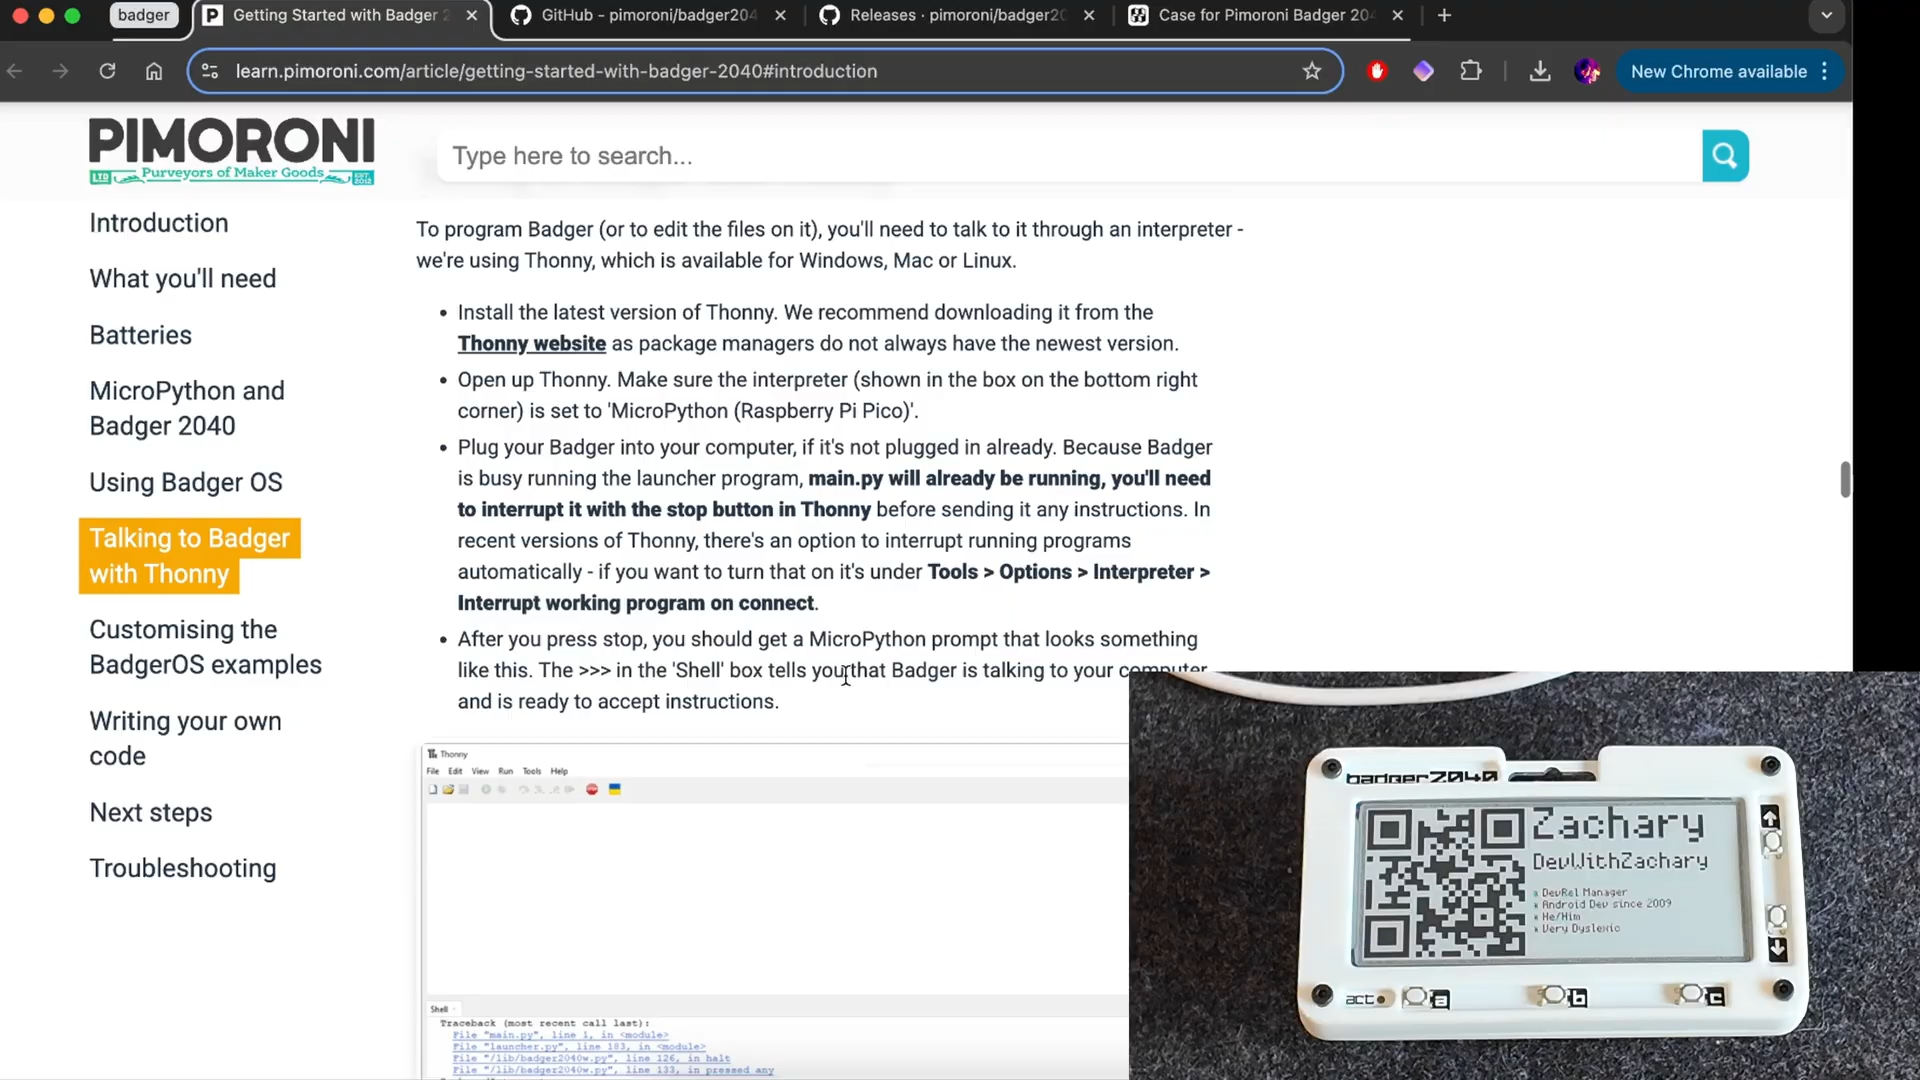 badger
Getting Started with Badger 2
GitHub - pimoroni/badger204
Releases · pimoroni/badger20
Case for Pimoroni Badger 20
learn.pimoroni.com/article/getting-started-with-badger-2040#introduction
New Chrome available
PIMORONI
LTD
Purveyors of Maker Goods
EST. 2012
Type here to search...
Introduction
What you'll need
Batteries
MicroPython and
Badger 2040
Using Badger OS
Talking to Badger
with Thonny
Customising the
BadgerOS examples
Writing your own
code
Next steps
Troubleshooting
To program Badger (or to edit the files on it), you'll need to talk to it through an interpreter -
we're using Thonny, which is available for Windows, Mac or Linux.
• Install the latest version of Thonny. We recommend downloading it from the
Thonny website as package managers do not always have the newest version.
• Open up Thonny. Make sure the interpreter (shown in the box on the bottom right
corner) is set to 'MicroPython (Raspberry Pi Pico)'.
• Plug your Badger into your computer, if it's not plugged in already. Because Badger
is busy running the launcher program, main.py will already be running, you'll need
to interrupt it with the stop button in Thonny before sending it any instructions. In
recent versions of Thonny, there's an option to interrupt running programs
automatically - if you want to turn that on it's under Tools > Options > Interpreter >
Interrupt working program on connect.
• After you press stop, you should get a MicroPython prompt that looks something
like this. The >>> in the 'Shell' box tells you that Badger is talking to your computer
and is ready to accept instructions.
Thonny
File Edit View Run Tools Help
Shell
Traceback (most recent call last):
File "main.py", line 1, in <module>
File "launcher.py", line 183, in <module>
File "/lib/badger2040w.py", line 126, in halt
File "/lib/badger2040w.py", line 133, in pressed_any
badger2040
Zachary
DevWithZachary
* DevRel Manager
* Android Dev since 2009
* He/Him
* Very Dyslexic
act
a
b
c